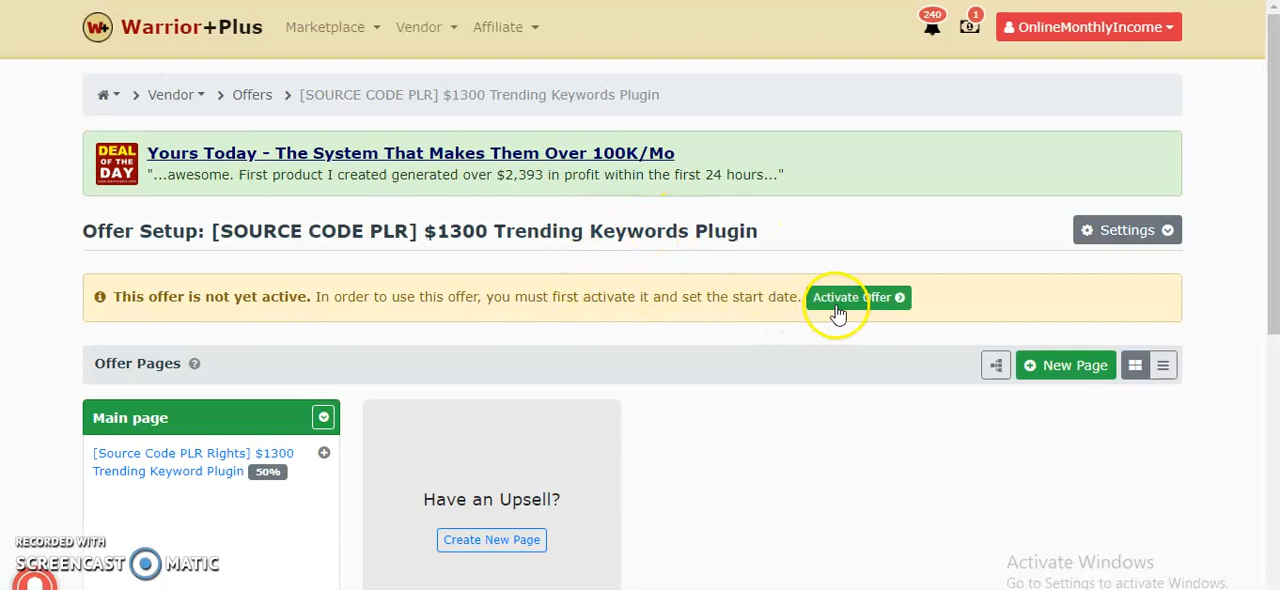 W+ Warrior+Plus Marketplace Vendor Affiliate 240 1 OnlineMonthlyIncome
Vendor Offers [SOURCE CODE PLR] $1300 Trending Keywords Plugin
DEAL OF THE DAY
Yours Today - The System That Makes Them Over 100K/Mo
"...awesome. First product I created generated over $2,393 in profit within the first 24 hours..."
Offer Setup: [SOURCE CODE PLR] $1300 Trending Keywords Plugin Settings
This offer is not yet active. In order to use this offer, you must first activate it and set the start date. Activate Offer
Offer Pages ? New Page
Main page
[Source Code PLR Rights] $1300
Trending Keyword Plugin 50%
Have an Upsell?
Create New Page
RECORDED WITH
SCREENCAST MATIC
Activate Windows
Go to Settings to activate Windows.